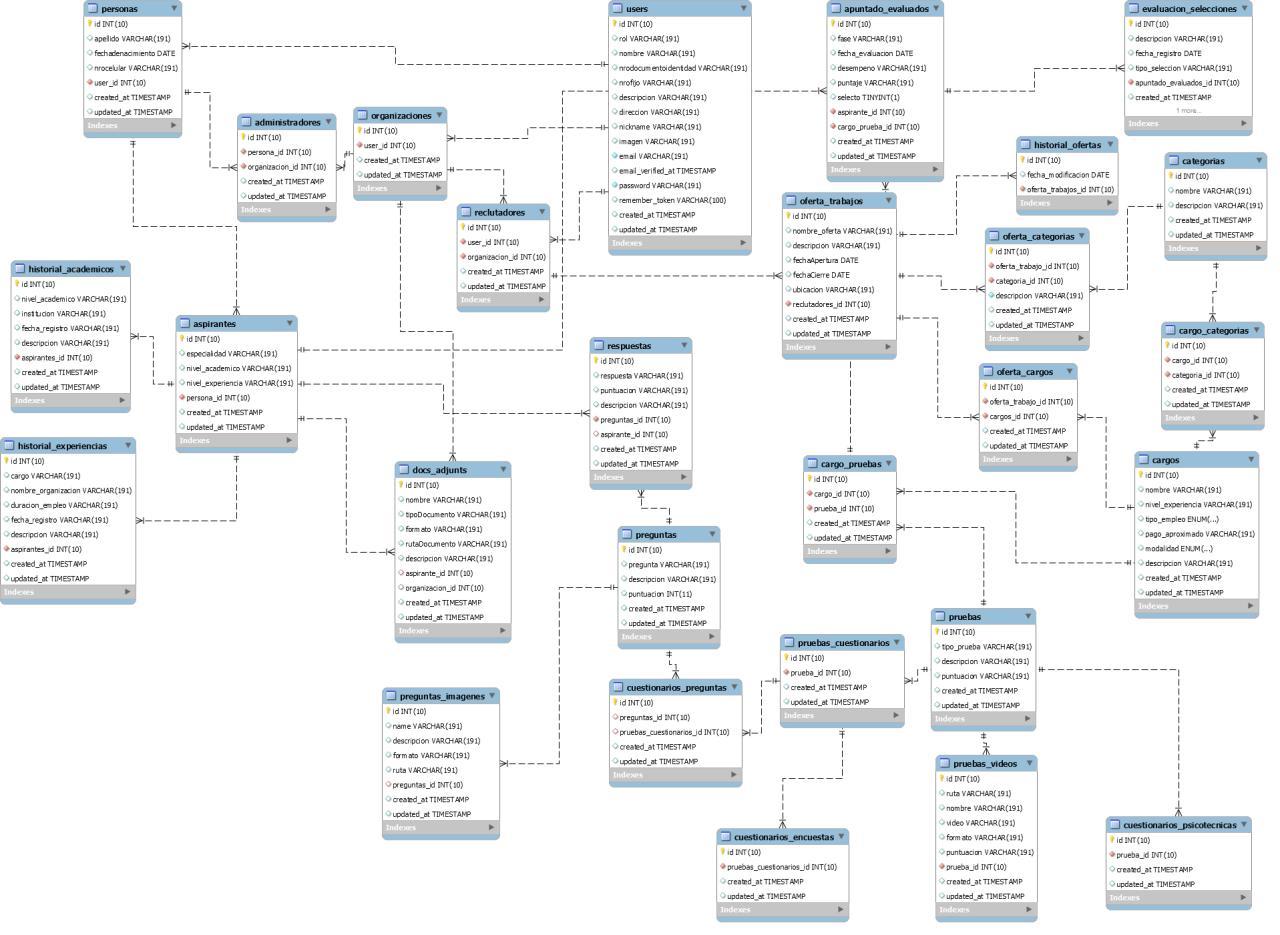 personas
id INT(10)
apellido VARCHAR(191)
fechadenacimiento DATE
nrocelular VARCHAR(191)
user_id INT(10)
created_at TIMESTAMP
updated_at TIMESTAMP
Indexes
administradores
id INT(10)
persona_id INT(10)
organizacion_id INT(10)
created_at TIMESTAMP
updated_at TIMESTAMP
Indexes
organizaciones
id INT(10)
user_id INT(10)
created_at TIMESTAMP
updated_at TIMESTAMP
Indexes
reclutadores
id INT(10)
user_id INT(10)
organizacion_id INT(10)
created_at TIMESTAMP
updated_at TIMESTAMP
Indexes
users
id INT(10)
rol VARCHAR(191)
nombre VARCHAR(191)
nrodocumentoidentidad VARCHAR(191)
nrofijo VARCHAR(191)
descripcion VARCHAR(191)
direccion VARCHAR(191)
nickname VARCHAR(191)
imagen VARCHAR(191)
email VARCHAR(191)
email_verified_at TIMESTAMP
password VARCHAR(191)
remember_token VARCHAR(100)
created_at TIMESTAMP
updated_at TIMESTAMP
Indexes
apuntado_evaluados
id INT(10)
fase VARCHAR(191)
fecha_evaluacion DATE
desempeno VARCHAR(191)
puntaje VARCHAR(191)
selecto TINYINT(1)
aspirante_id INT(10)
cargo_prueba_id INT(10)
created_at TIMESTAMP
updated_at TIMESTAMP
Indexes
evaluacion_selecciones
id INT(10)
descripcion VARCHAR(191)
fecha_registro DATE
tipo_seleccion VARCHAR(191)
apuntado_evaluados_id INT(10)
created_at TIMESTAMP
1 more...
Indexes
historial_ofertas
id INT(10)
fecha_modificacion DATE
oferta_trabajos_id INT(10)
Indexes
categorias
id INT(10)
nombre VARCHAR(191)
descripcion VARCHAR(191)
created_at TIMESTAMP
updated_at TIMESTAMP
Indexes
oferta_trabajos
id INT(10)
nombre_oferta VARCHAR(191)
descripcion VARCHAR(191)
fechaApertura DATE
fechaCierre DATE
ubicacion VARCHAR(191)
reclutadores_id INT(10)
created_at TIMESTAMP
updated_at TIMESTAMP
Indexes
oferta_categorias
id INT(10)
oferta_trabajo_id INT(10)
categoria_id INT(10)
descripcion VARCHAR(191)
created_at TIMESTAMP
updated_at TIMESTAMP
Indexes
historial_academicos
id INT(10)
nivel_academico VARCHAR(191)
institucion VARCHAR(191)
fecha_registro VARCHAR(191)
descripcion VARCHAR(191)
aspirantes_id INT(10)
created_at TIMESTAMP
updated_at TIMESTAMP
Indexes
aspirantes
id INT(10)
especialidad VARCHAR(191)
nivel_academico VARCHAR(191)
nivel_experiencia VARCHAR(191)
persona_id INT(10)
created_at TIMESTAMP
updated_at TIMESTAMP
Indexes
respuestas
id INT(10)
respuesta VARCHAR(191)
puntuacion VARCHAR(191)
descripcion VARCHAR(191)
preguntas_id INT(10)
aspirante_id INT(10)
created_at TIMESTAMP
updated_at TIMESTAMP
Indexes
oferta_cargos
id INT(10)
oferta_trabajo_id INT(10)
cargos_id INT(10)
created_at TIMESTAMP
updated_at TIMESTAMP
Indexes
cargo_categorias
id INT(10)
cargo_id INT(10)
categoria_id INT(10)
created_at TIMESTAMP
updated_at TIMESTAMP
Indexes
historial_experiencias
id INT(10)
cargo VARCHAR(191)
nombre_organizacion VARCHAR(191)
duracion_empleo VARCHAR(191)
fecha_registro VARCHAR(191)
descripcion VARCHAR(191)
aspirantes_id INT(10)
created_at TIMESTAMP
updated_at TIMESTAMP
Indexes
docs_adjunts
id INT(10)
nombre VARCHAR(191)
tipoDocumento VARCHAR(191)
formato VARCHAR(191)
rutaDocumento VARCHAR(191)
descripcion VARCHAR(191)
aspirante_id INT(10)
organizacion_id INT(10)
created_at TIMESTAMP
updated_at TIMESTAMP
Indexes
cargo_pruebas
id INT(10)
cargo_id INT(10)
prueba_id INT(10)
created_at TIMESTAMP
updated_at TIMESTAMP
Indexes
cargos
id INT(10)
nombre VARCHAR(191)
nivel_experiencia VARCHAR(191)
tipo_empleo ENUM(...)
pago_aproximado VARCHAR(191)
modalidad ENUM(...)
descripcion VARCHAR(191)
created_at TIMESTAMP
updated_at TIMESTAMP
Indexes
preguntas
id INT(10)
pregunta VARCHAR(191)
descripcion VARCHAR(191)
puntuacion INT(11)
created_at TIMESTAMP
updated_at TIMESTAMP
Indexes
pruebas
id INT(10)
tipo_prueba VARCHAR(191)
descripcion VARCHAR(191)
puntuacion VARCHAR(191)
created_at TIMESTAMP
updated_at TIMESTAMP
Indexes
pruebas_cuestionarios
id INT(10)
prueba_id INT(10)
created_at TIMESTAMP
updated_at TIMESTAMP
Indexes
preguntas_imagenes
id INT(10)
name VARCHAR(191)
descripcion VARCHAR(191)
formato VARCHAR(191)
ruta VARCHAR(191)
preguntas_id INT(10)
created_at TIMESTAMP
updated_at TIMESTAMP
Indexes
cuestionarios_preguntas
id INT(10)
preguntas_id INT(10)
pruebas_cuestionarios_id INT(10)
created_at TIMESTAMP
updated_at TIMESTAMP
Indexes
pruebas_videos
id INT(10)
ruta VARCHAR(191)
nombre VARCHAR(191)
video VARCHAR(191)
formato VARCHAR(191)
puntuacion VARCHAR(191)
prueba_id INT(10)
created_at TIMESTAMP
updated_at TIMESTAMP
Indexes
cuestionarios_encuestas
id INT(10)
pruebas_cuestionarios_id INT(10)
created_at TIMESTAMP
updated_at TIMESTAMP
Indexes
cuestionarios_psicotecnicas
id INT(10)
prueba_id INT(10)
created_at TIMESTAMP
updated_at TIMESTAMP
Indexes